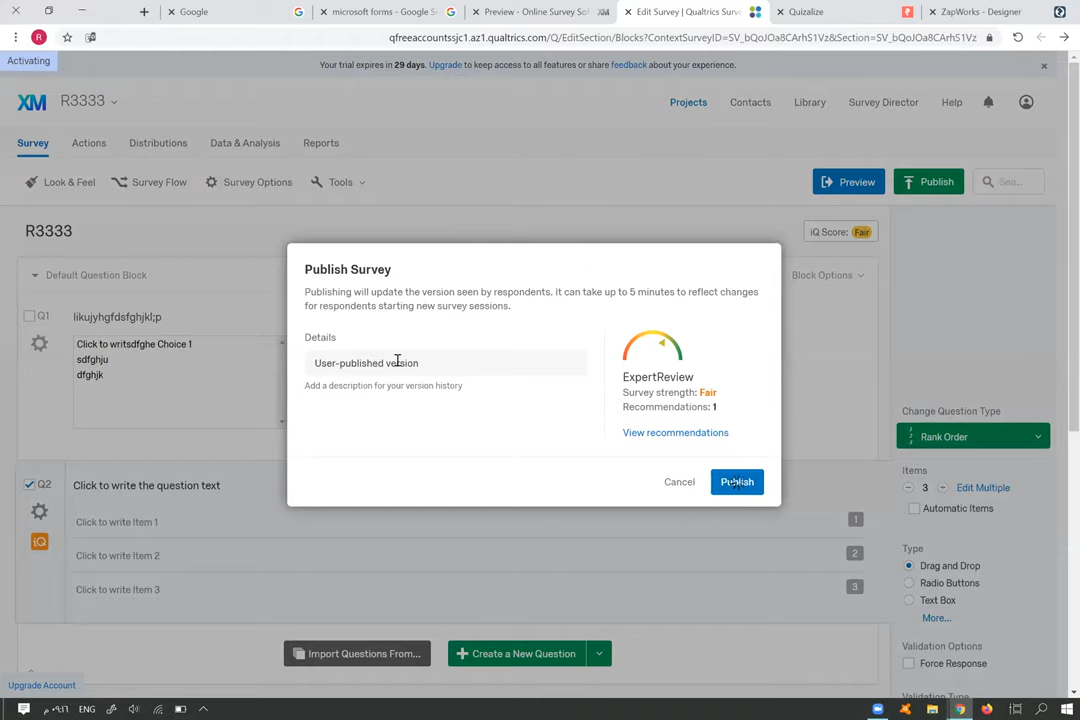 Google
microsoft forms - Google Se
Preview - Online Survey Sof
Edit Survey | Qualtrics Surve
Quizalize
ZapWorks - Designer
R
qfreeaccountssjc1.az1.qualtrics.com/Q/EditSection/Blocks?ContextSurveyID=SV_bQoJOa8CArhS1Vz&Section=SV_bQoJOa8CArhS1Vz
Activating
Your trial expires in 29 days. Upgrade to keep access to all features or share feedback about your experience.
XM
R3333
Projects
Contacts
Library
Survey Director
Help
Survey
Actions
Distributions
Data & Analysis
Reports
Look & Feel
Survey Flow
Survey Options
Tools
Preview
Publish
Sea...
R3333
iQ Score: Fair
Default Question Block
Block Options
Q1
likujyhgfdsfghjkl;p
Click to writsdfghe Choice 1
sdfghju
dfghjk
Publish Survey
Publishing will update the version seen by respondents. It can take up to 5 minutes to reflect changes
for respondents starting new survey sessions.
Details
User-published version
Add a description for your version history
ExpertReview
Survey strength: Fair
Recommendations: 1
View recommendations
Cancel
Publish
Change Question Type
Rank Order
Items
3
Edit Multiple
Automatic Items
Type
Drag and Drop
Radio Buttons
Text Box
More...
Validation Options
Force Response
Validation Type
Q2
Click to write the question text
iQ
Click to write Item 1
1
Click to write Item 2
2
Click to write Item 3
3
Import Questions From...
Create a New Question
Upgrade Account
ENG